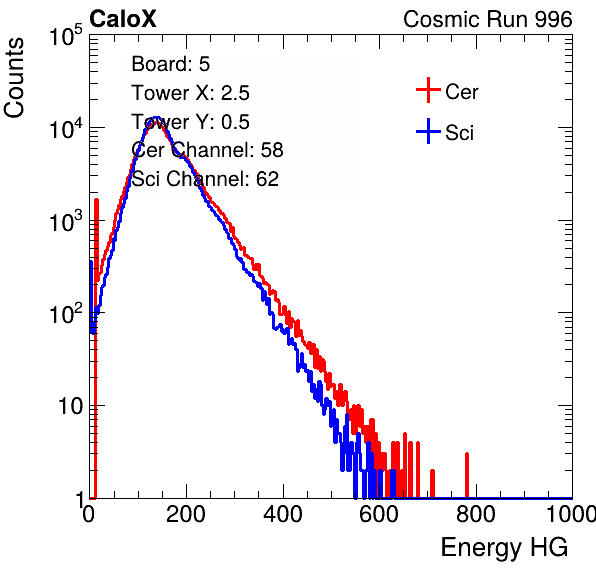 CaloX Cosmic Run 996
Counts
10^5
10^4
10^3
10^2
10
1
Board: 5
Tower X: 2.5
Tower Y: 0.5
Cer Channel: 58
Sci Channel: 62
Cer
Sci
0 200 400 600 800 1000
Energy HG